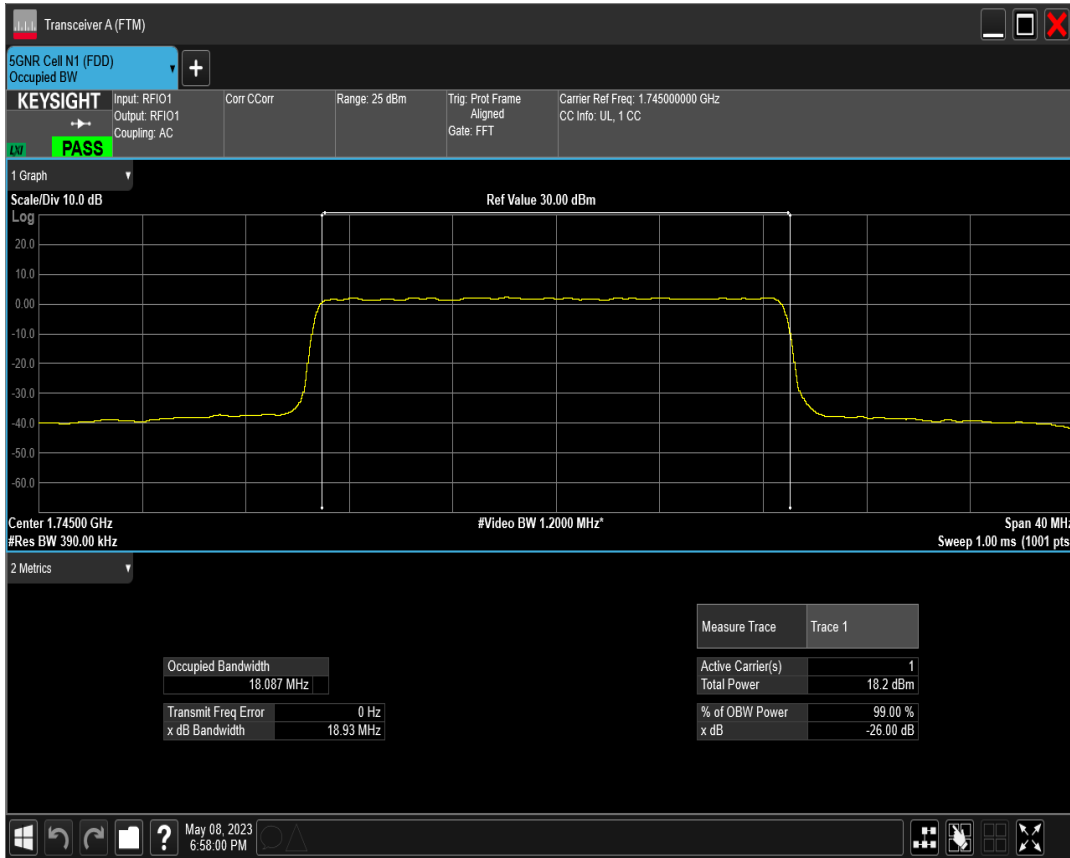 Transceiver A (FTM)
5GNR Cell N1 (FDD)
Occupied BW
+
KEYSIGHT
LXI
PASS
Input: RFIO1
Output: RFIO1
Coupling: AC
Corr CCorr
Range: 25 dBm
Trig: Prot Frame
Aligned
Gate: FFT
Carrier Ref Freq: 1.745000000 GHz
CC Info: UL, 1 CC
1 Graph
Scale/Div 10.0 dB
Ref Value 30.00 dBm
Log
20.0
10.0
0.00
-10.0
-20.0
-30.0
-40.0
-50.0
-60.0
Center 1.74500 GHz
#Video BW 1.2000 MHz*
Span 40 MHz
#Res BW 390.00 kHz
Sweep 1.00 ms (1001 pts
2 Metrics
Measure Trace Trace 1
Occupied Bandwidth
18.087 MHz
Active Carrier(s) 1
Total Power 18.2 dBm
Transmit Freq Error 0 Hz
x dB Bandwidth 18.93 MHz
% of OBW Power 99.00 %
x dB -26.00 dB
?
May 08, 2023
6:58:00 PM